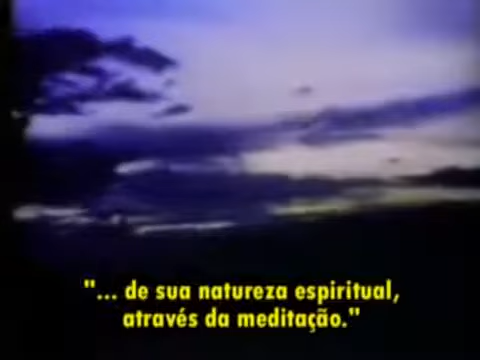 "... de sua natureza espiritual,
através da meditação."